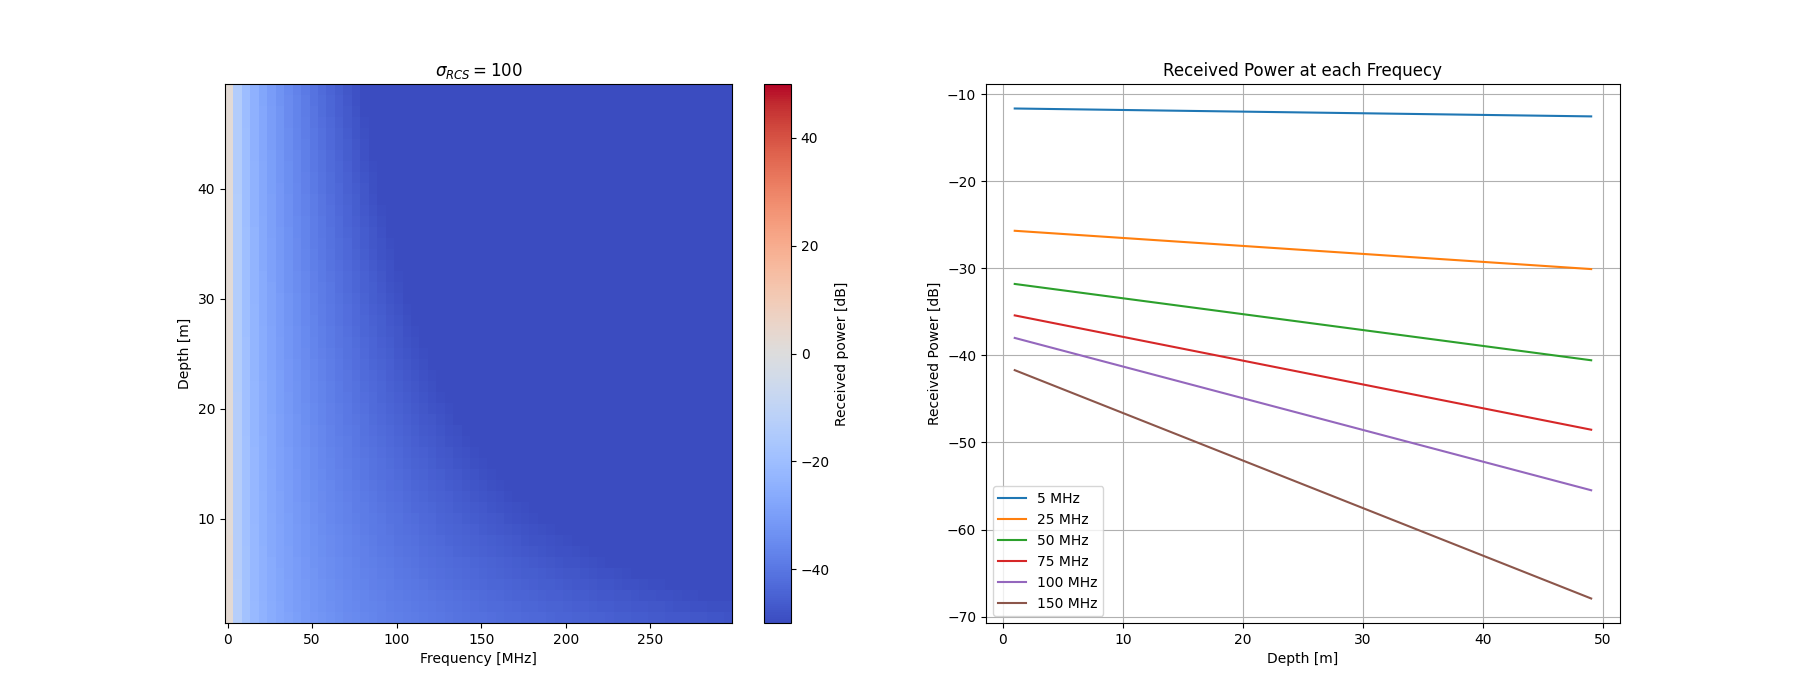 σRCS = 100
40
30
20
10
Depth [m]
0
50
100
150
200
250
Frequency [MHz]
40
20
0
−20
−40
Received power [dB]
Received Power at each Frequecy
−10
−20
−30
−40
−50
−60
−70
Received Power [dB]
5 MHz
25 MHz
50 MHz
75 MHz
100 MHz
150 MHz
0
10
20
30
40
50
Depth [m]